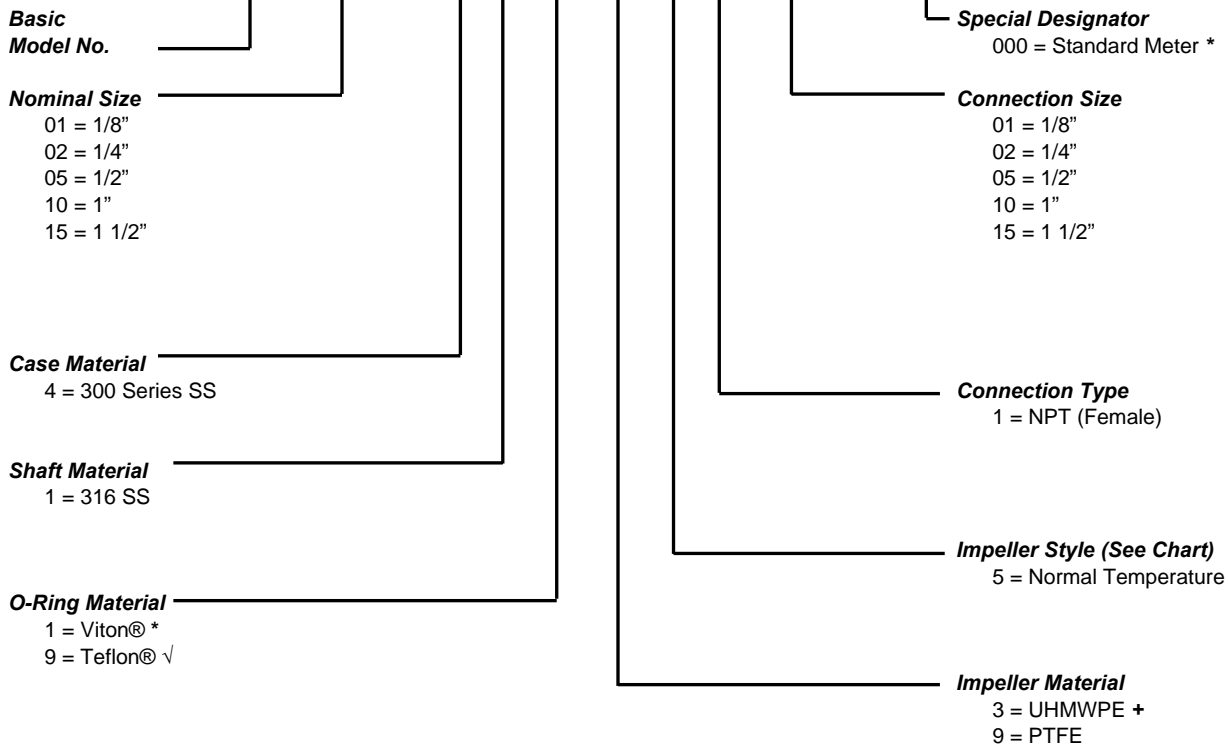 Basic
Model No.
Nominal Size
01 = 1/8”
02 = 1/4”
05 = 1/2”
10 = 1”
15 = 1 1/2”
Case Material
4 = 300 Series SS
Shaft Material
1 = 316 SS
O-Ring Material
1 = Viton® *
9 = Teflon® √
Special Designator
000 = Standard Meter *
Connection Size
01 = 1/8”
02 = 1/4”
05 = 1/2”
10 = 1”
15 = 1 1/2”
Connection Type
1 = NPT (Female)
Impeller Style (See Chart)
5 = Normal Temperature
Impeller Material
3 = UHMWPE +
9 = PTFE